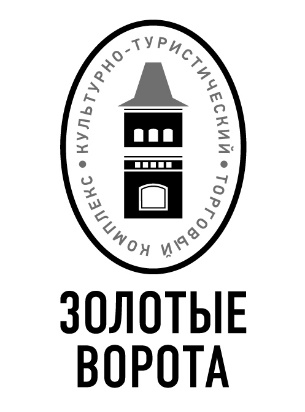 КУЛЬТУРНО-ТУРИСТИЧЕСКИЙ
ТОРГОВЫЙ КОМПЛЕКС
ЗОЛОТЫЕ
ВОРОТА